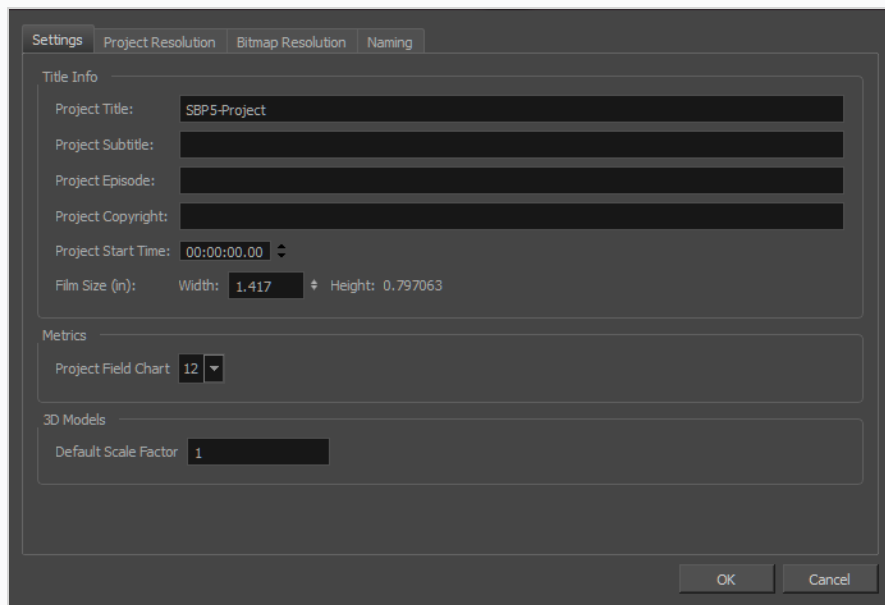 Settings Project Resolution Bitmap Resolution Naming
Title Info
Project Title: SBP5-Project
Project Subtitle:
Project Episode:
Project Copyright:
Project Start Time: 00:00:00.00
Film Size (in): Width: 1.417 Height: 0.797063
Metrics
Project Field Chart 12
3D Models
Default Scale Factor 1
OK Cancel